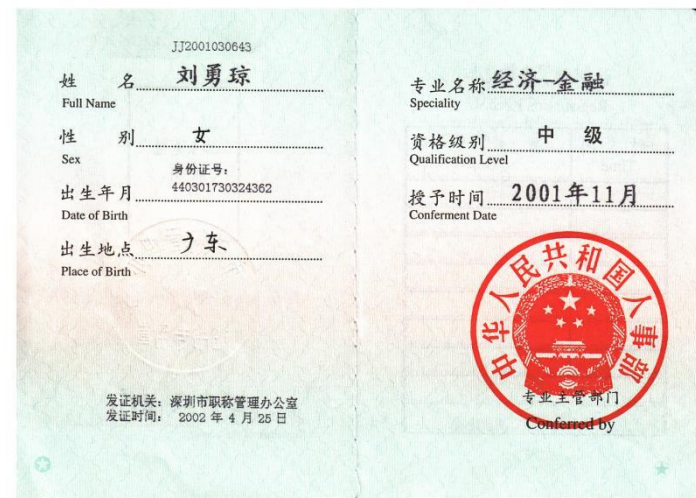 JJ2001030643
姓 名 刘勇琼
Full Name
性 别 女
Sex
身份证号:
出生年月 440301730324362
Date of Birth
出生地点 广东
Place of Birth
发证机关: 深圳市职称管理办公室
发证时间: 2002 年 4 月 25 日
专业名称 经济-金融
Speciality
资格级别 中 级
Qualification Level
授予时间 2001年11月
Conferment Date
中华人民共和国人事部
专业主管部门
Conferred by